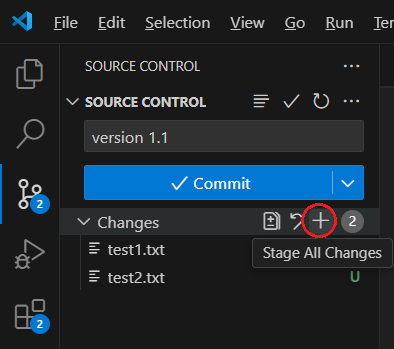 File Edit Selection View Go Run Ter
SOURCE CONTROL
SOURCE CONTROL
version 1.1
Commit
Changes 2
test1.txt
Stage All Changes
test2.txt U
2
2